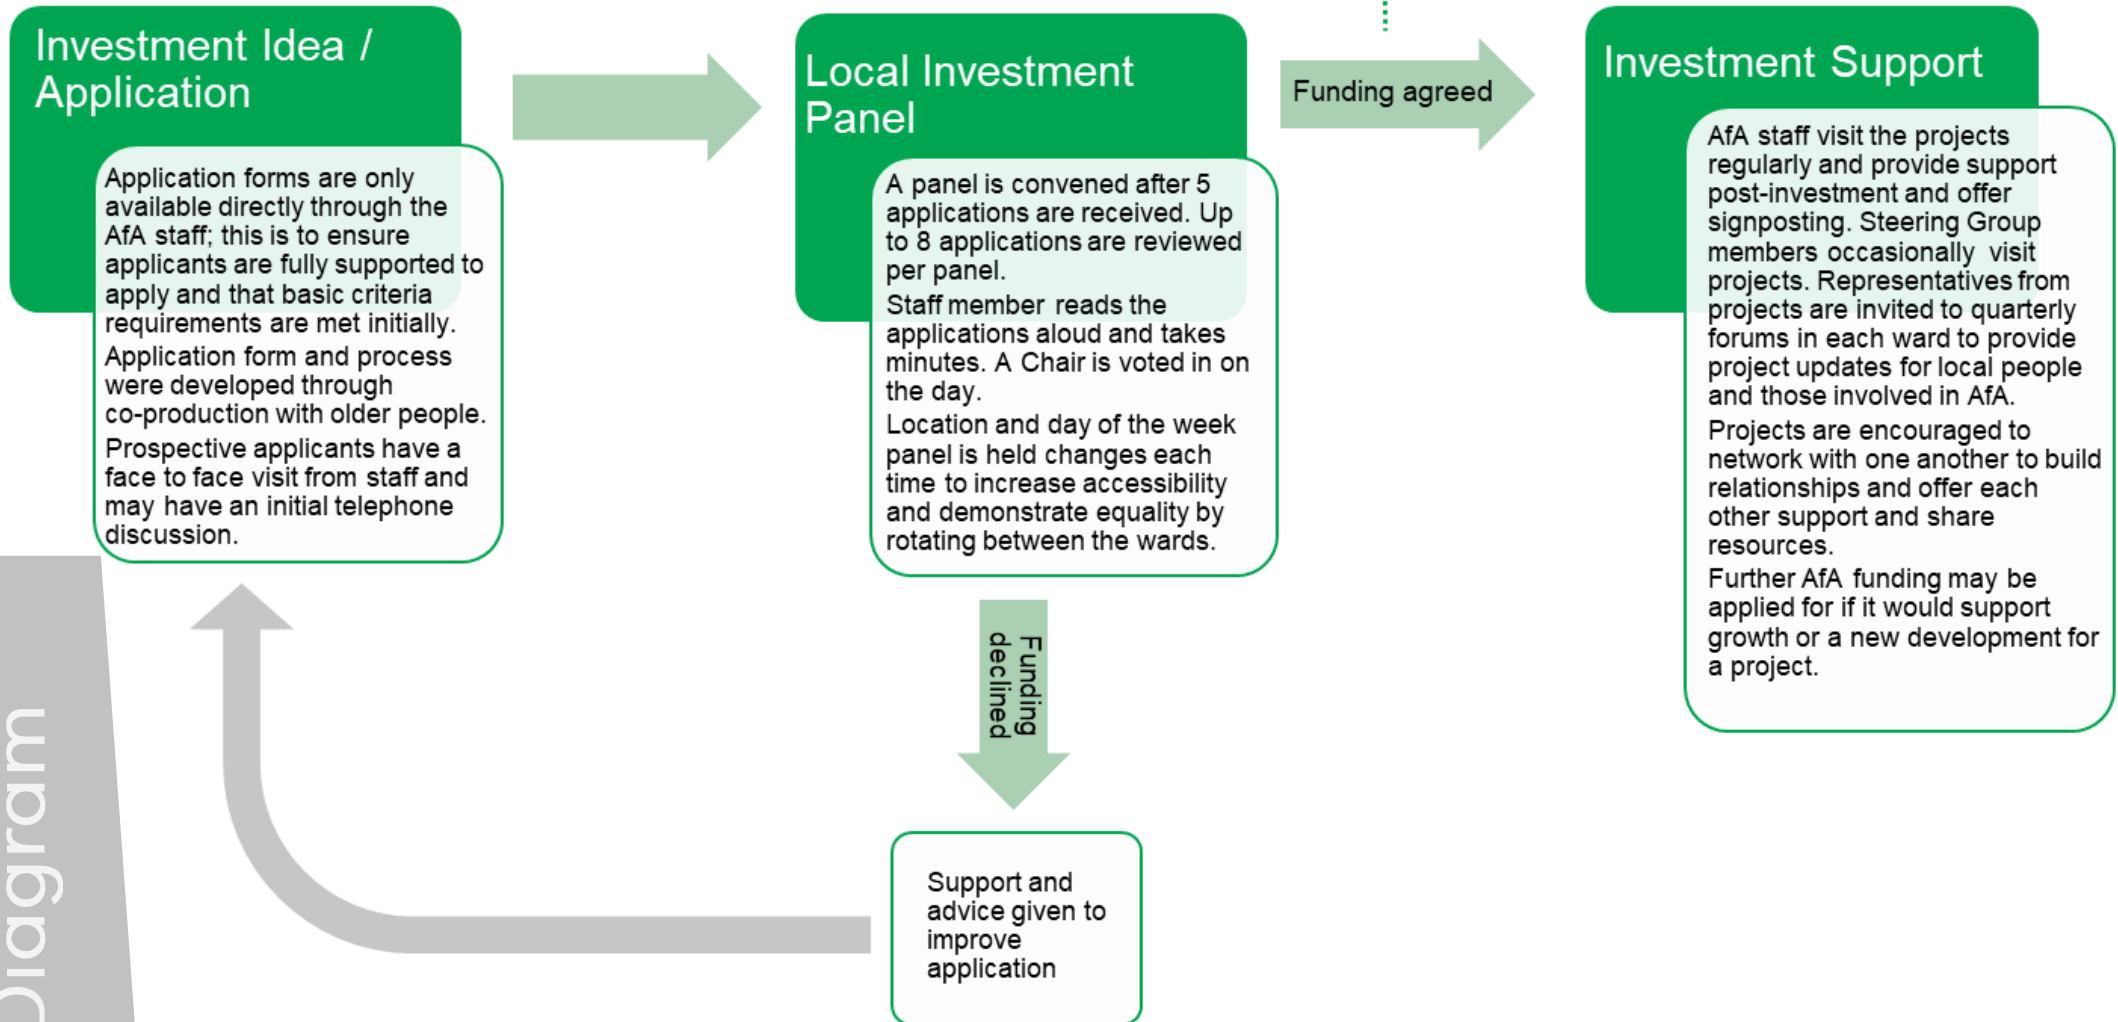 Investment Idea /
Application
Application forms are only
available directly through the
AfA staff; this is to ensure
applicants are fully supported to
apply and that basic criteria
requirements are met initially.
Application form and process
were developed through
co-production with older people.
Prospective applicants have a
face to face visit from staff and
may have an initial telephone
discussion.
Local Investment
Panel
A panel is convened after 5
applications are received. Up
to 8 applications are reviewed
per panel.
Staff member reads the
applications aloud and takes
minutes. A Chair is voted in on
the day.
Location and day of the week
panel is held changes each
time to increase accessibility
and demonstrate equality by
rotating between the wards.
Funding agreed
Investment Support
AfA staff visit the projects
regularly and provide support
post-investment and offer
signposting. Steering Group
members occasionally visit
projects. Representatives from
projects are invited to quarterly
forums in each ward to provide
project updates for local people
and those involved in AfA.
Projects are encouraged to
network with one another to build
relationships and offer each
other support and share
resources.
Further AfA funding may be
applied for if it would support
growth or a new development for
a project.
Funding
declined
Support and
advice given to
improve
application
Diagram